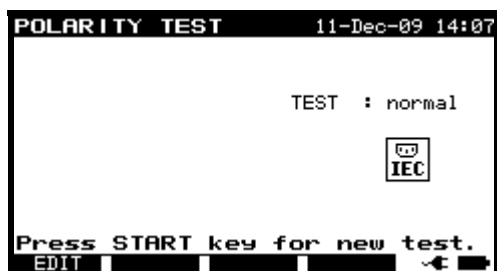 POLARITY TEST 11-Dec-09 14:07
TEST : normal
IEC
Press START key for new test.
EDIT